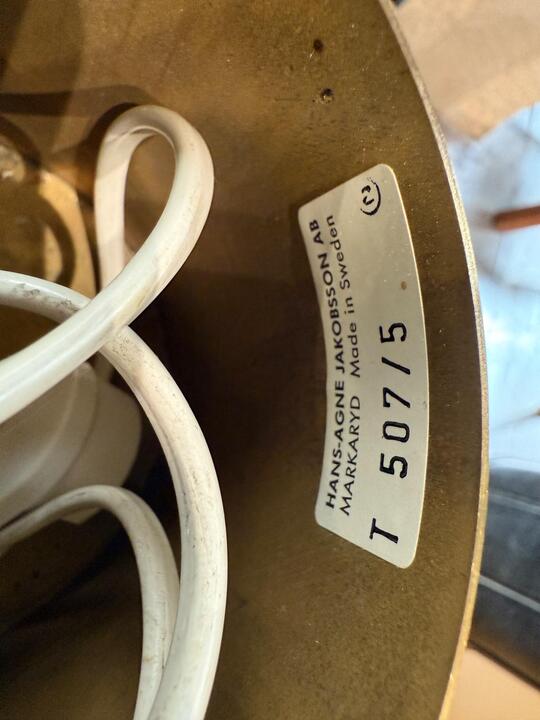 HANS-AGNE JAKOBSSON AB
MARKARYD Made in Sweden
T 507/5